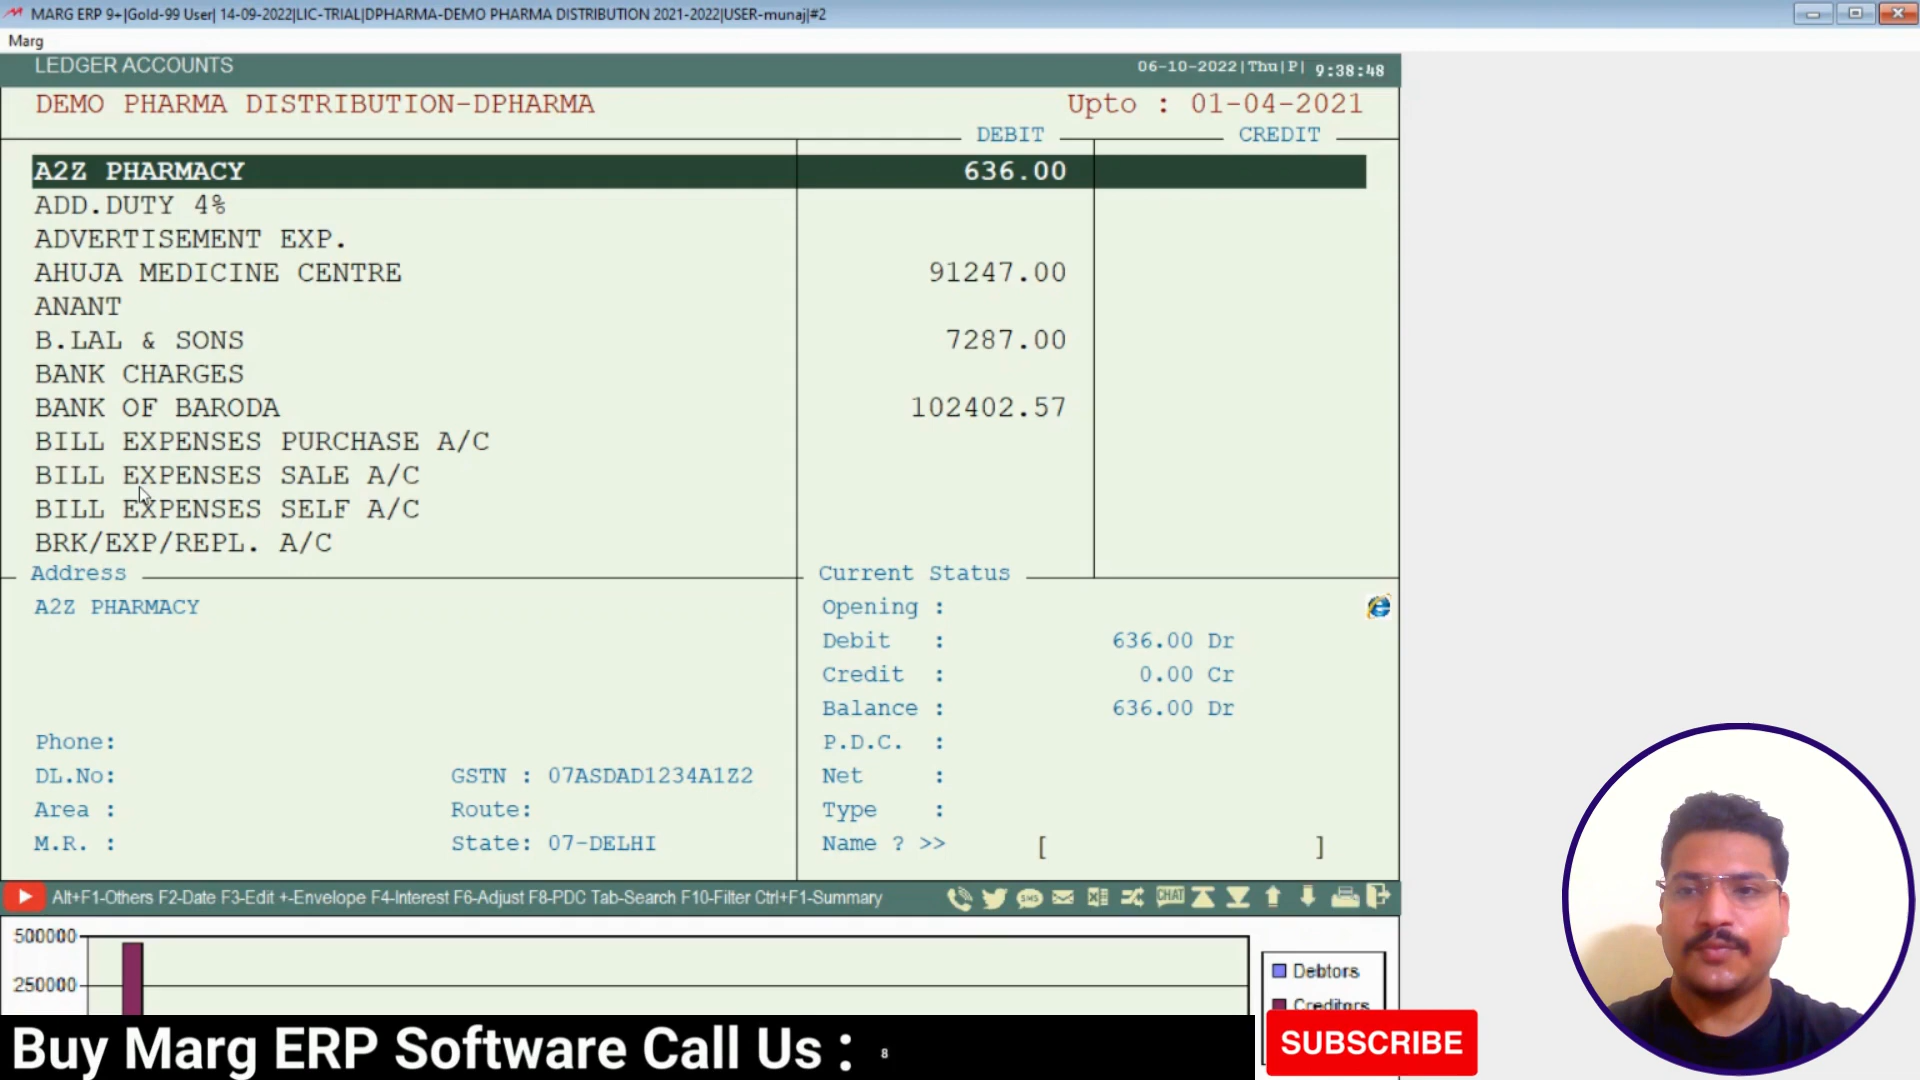 MARG ERP 9+|Gold-99 User| 14-09-2022|LIC-TRIAL|DPHARMA-DEMO PHARMA DISTRIBUTION 2021-2022|USER-munaj|#2
Marg
LEDGER ACCOUNTS 06-10-2022|Thu|P| 9:38:48
DEMO PHARMA DISTRIBUTION-DPHARMA Upto : 01-04-2021
DEBIT CREDIT
A2Z PHARMACY 636.00
ADD.DUTY 4%
ADVERTISEMENT EXP.
AHUJA MEDICINE CENTRE 91247.00
ANANT
B.LAL & SONS 7287.00
BANK CHARGES
BANK OF BARODA 102402.57
BILL EXPENSES PURCHASE A/C
BILL EXPENSES SALE A/C
BILL EXPENSES SELF A/C
BRK/EXP/REPL. A/C
Address Current Status
A2Z PHARMACY Opening :
Debit : 636.00 Dr
Credit : 0.00 Cr
Balance : 636.00 Dr
Phone: P.D.C. :
DL.No: GSTN : 07ASDAD1234A1Z2 Net :
Area : Route: Type :
M.R. : State: 07-DELHI Name ? >> [ ]
Alt+F1-Others F2-Date F3-Edit +-Envelope F4-Interest F6-Adjust F8-PDC Tab-Search F10-Filter Ctrl+F1-Summary SMS CHAT
500000
Debtors
250000
Creditors
Buy Marg ERP Software Call Us : 8
SUBSCRIBE